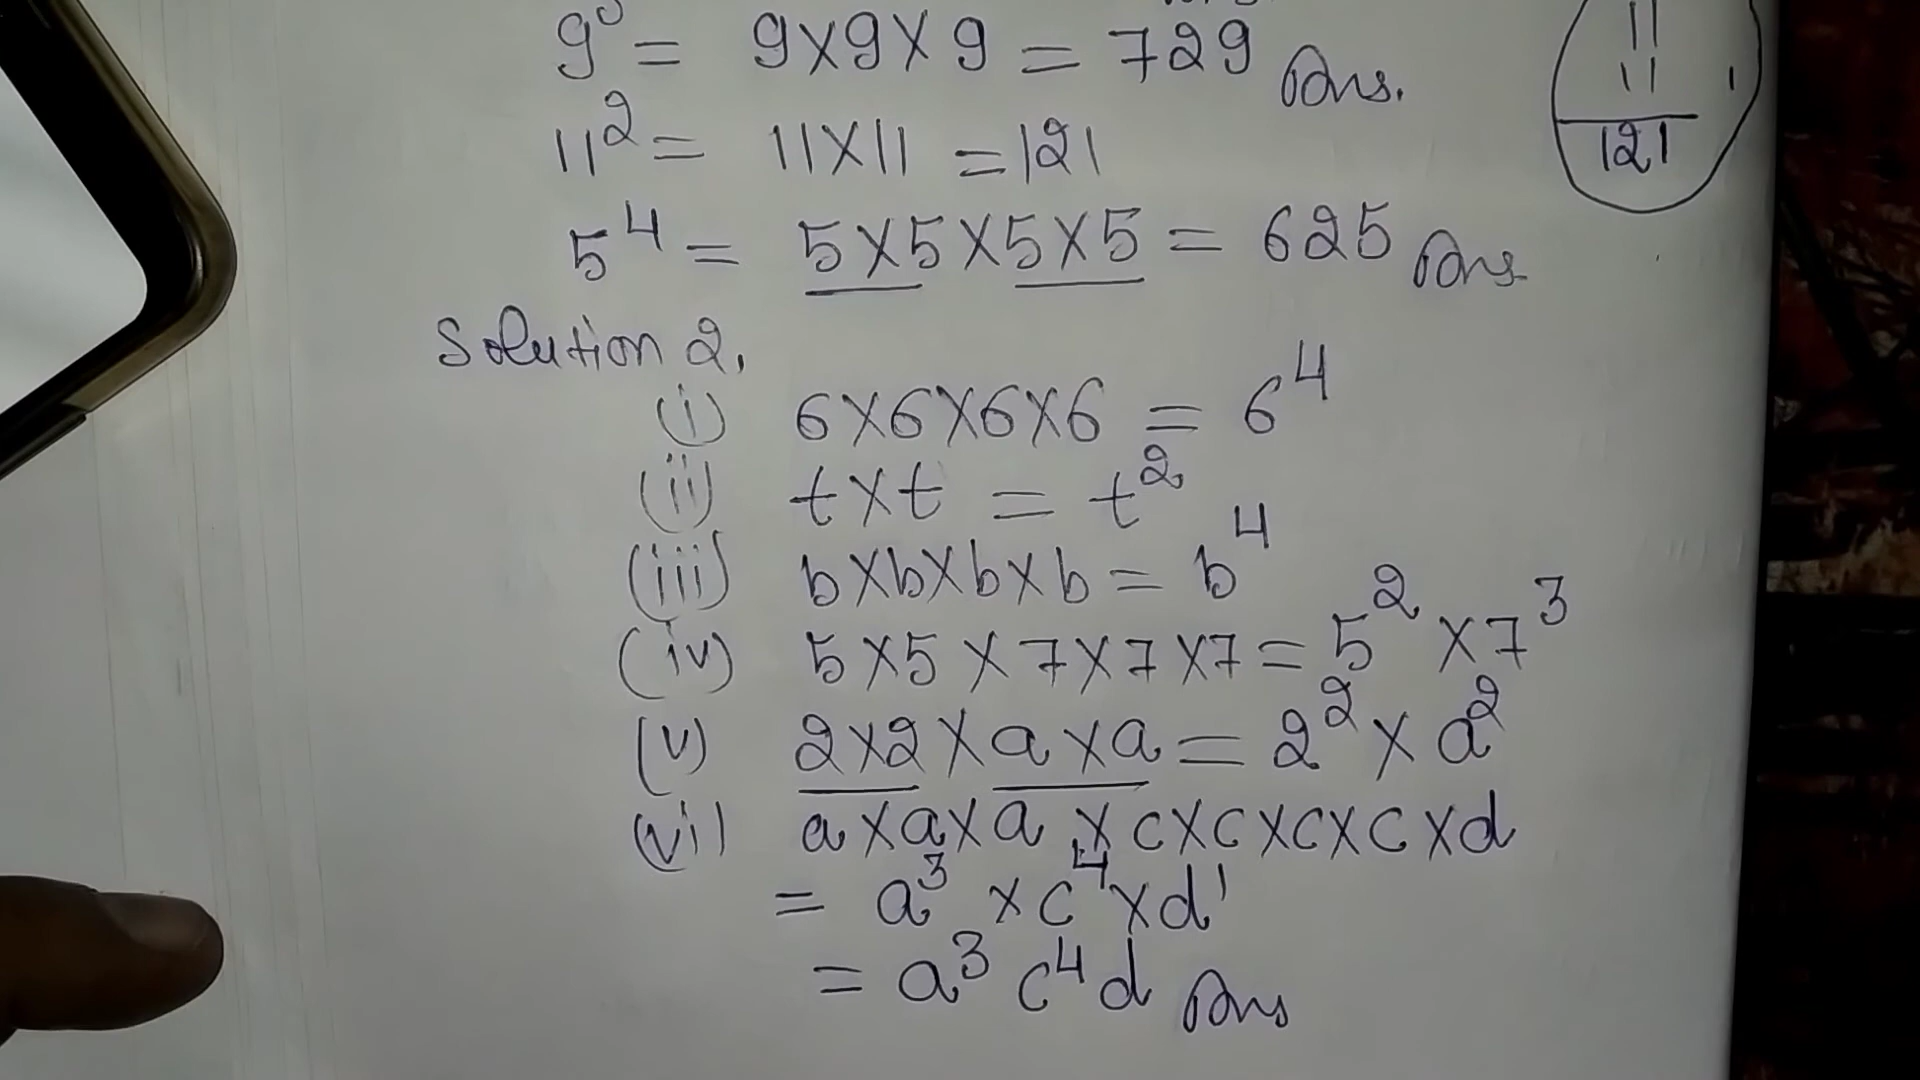 9³ = 9×9×9 = 729 Ans.
11² = 11×11 = 121
5⁴ = 5×5×5×5 = 625 Ans.
11
11
121
Solution 2.
(i) 6×6×6×6 = 6⁴
(ii) t×t = t²
(iii) b×b×b×b = b⁴
(iv) 5×5×7×7×7 = 5²×7³
(v) 2×2×a×a = 2²×a²
(vi) a×a×a×c×c×c×c×d
= a³×c⁴×d¹
= a³c⁴d Ans